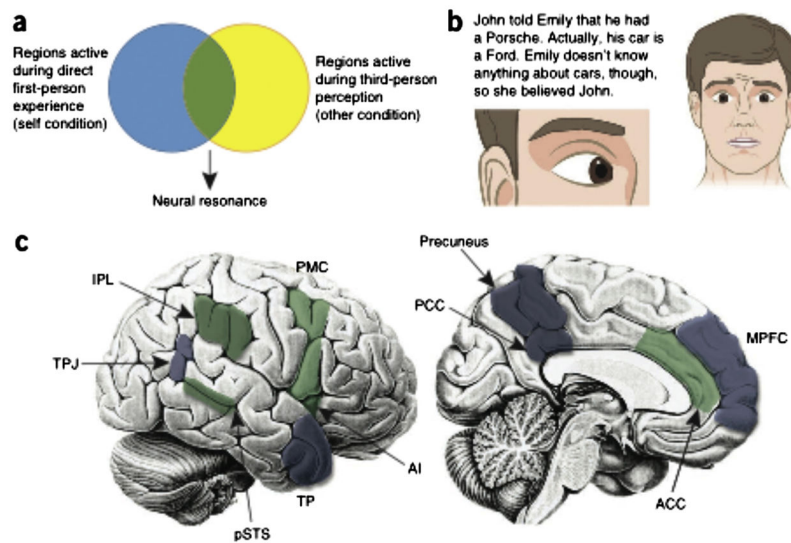 a
Regions active
during direct
first-person
experience
(self condition)
Regions active
during third-person
perception
(other condition)
Neural resonance
b
John told Emily that he had
a Porsche. Actually, his car is
a Ford. Emily doesn't know
anything about cars, though,
so she believed John.
c
IPL
PMC
TPJ
AI
TP
pSTS
Precuneus
PCC
MPFC
ACC